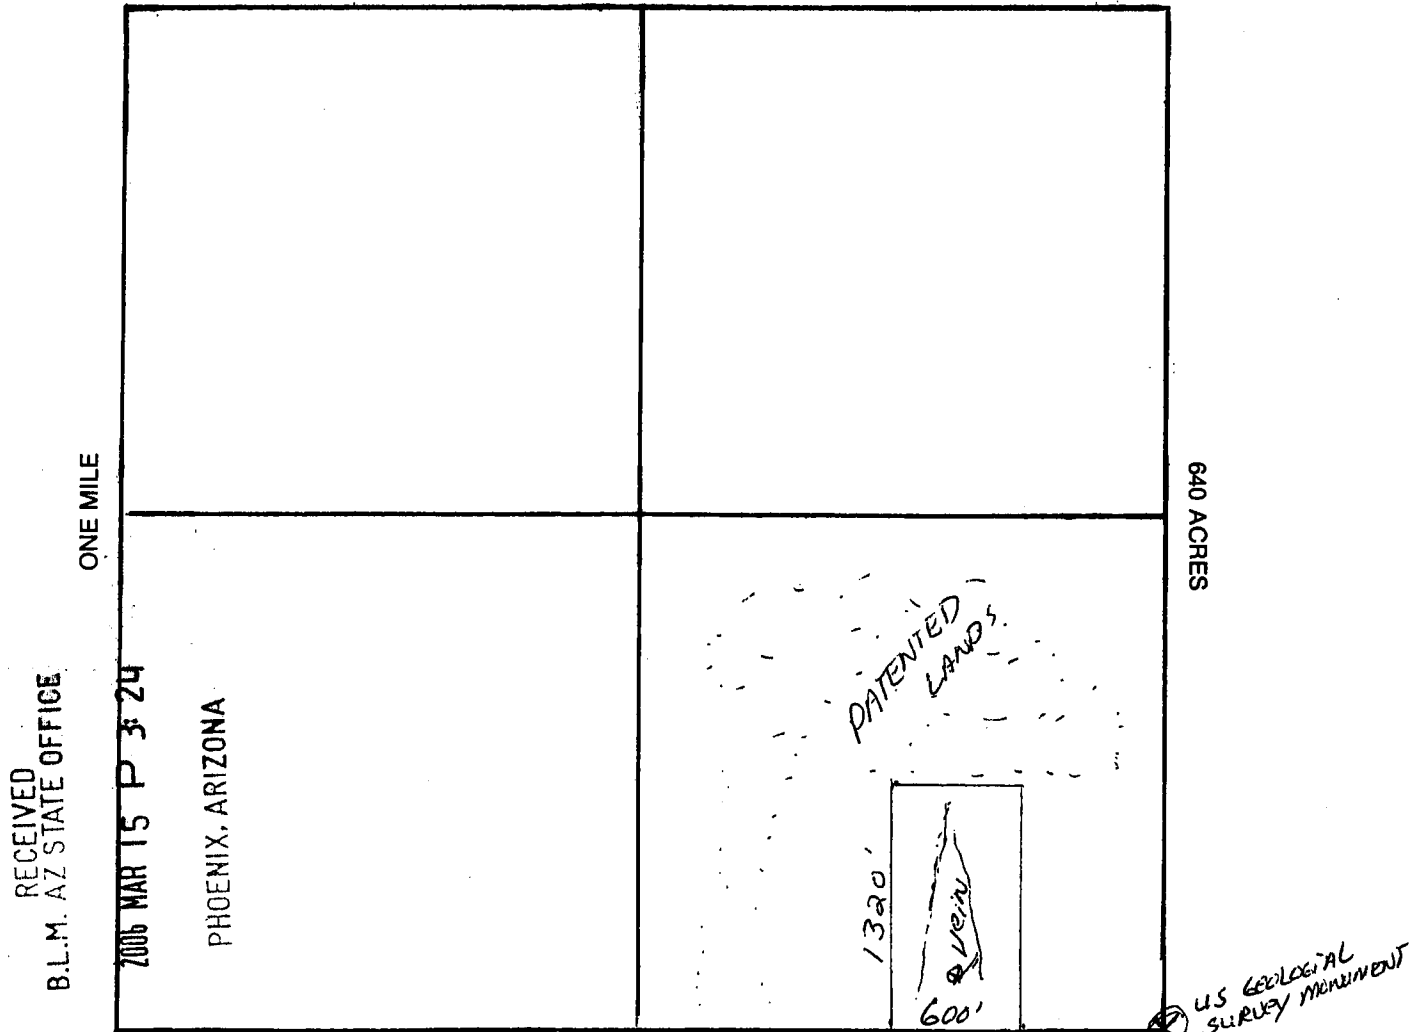 ONE MILE
640 ACRES
RECEIVED
B.L.M. AZ STATE OFFICE
2006 MAR 15 P 3:24
PHOENIX, ARIZONA
PATENTED
LANDS
1320'
VEIN
600'
US GEOLOGIAL
SURVEY MONUMENT